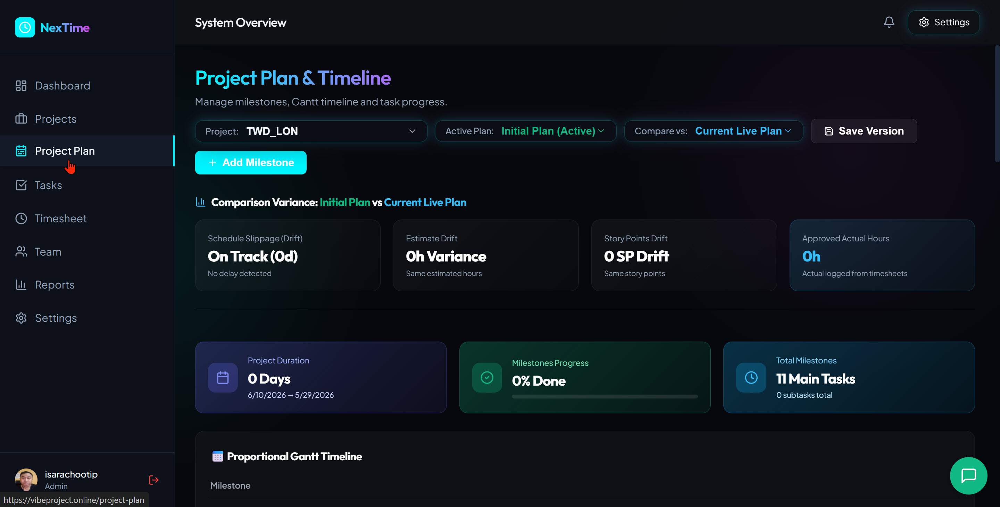 NexTime
System Overview
Settings
Dashboard
Projects
Project Plan
Tasks
Timesheet
Team
Reports
Settings
isarachootip
Admin
https://vibeproject.online/project-plan
Project Plan & Timeline
Manage milestones, Gantt timeline and task progress.
Project: TWD_LON
Active Plan: Initial Plan (Active)
Compare vs: Current Live Plan
Save Version
+ Add Milestone
Comparison Variance: Initial Plan vs Current Live Plan
Schedule Slippage (Drift)
On Track (0d)
No delay detected
Estimate Drift
0h Variance
Same estimated hours
Story Points Drift
0 SP Drift
Same story points
Approved Actual Hours
0h
Actual logged from timesheets
Project Duration
0 Days
6/10/2026 → 5/29/2026
Milestones Progress
0% Done
Total Milestones
11 Main Tasks
0 subtasks total
Proportional Gantt Timeline
Milestone